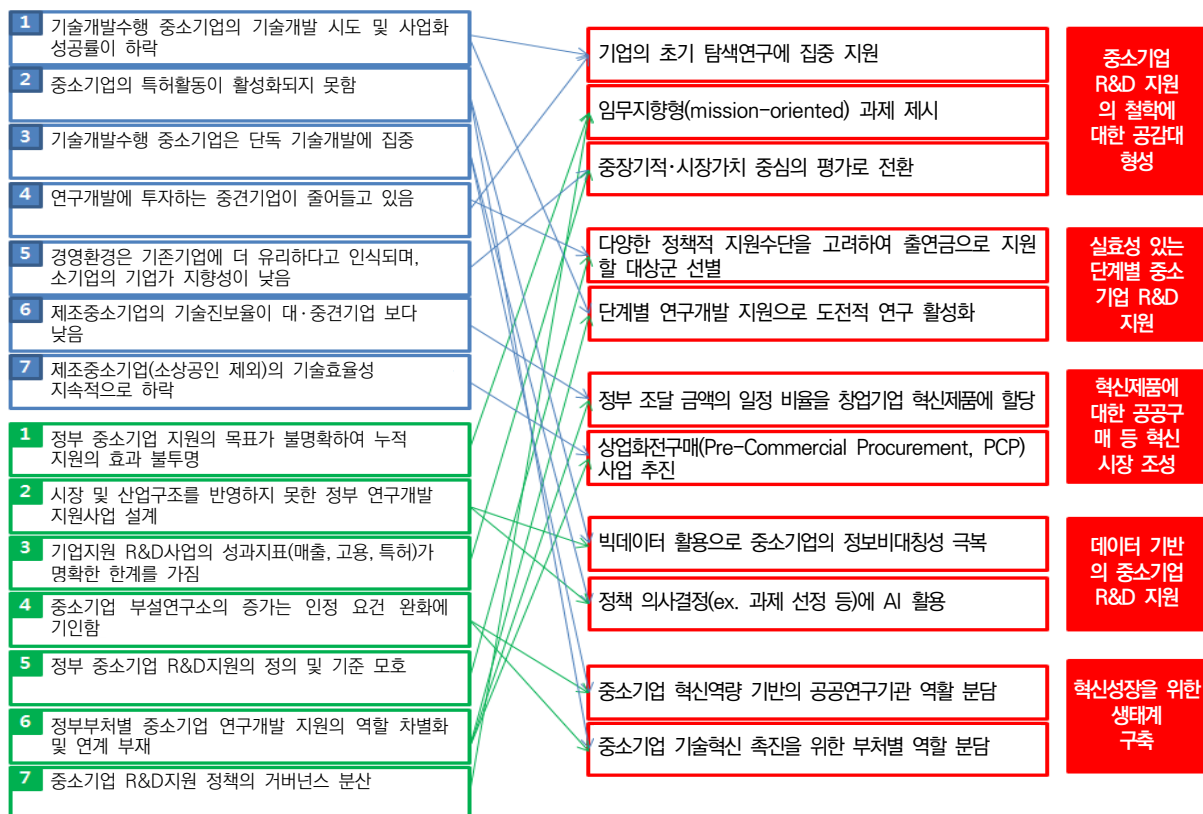 1
기술개발수행 중소기업의 기술개발 시도 및 사업화
성공률이 하락
2
중소기업의 특허활동이 활성화되지 못함
3
기술개발수행 중소기업은 단독 기술개발에 집중
4
연구개발에 투자하는 중견기업이 줄어들고 있음
5
경영환경은 기존기업에 더 유리하다고 인식되며,
소기업의 기업가 지향성이 낮음
6
제조중소기업의 기술진보율이 대·중견기업 보다
낮음
7
제조중소기업(소상공인 제외)의 기술효율성
지속적으로 하락
1
정부 중소기업 지원의 목표가 불명확하여 누적
지원의 효과 불투명
2
시장 및 산업구조를 반영하지 못한 정부 연구개발
지원사업 설계
3
기업지원 R&D사업의 성과지표(매출, 고용, 특허)가
명확한 한계를 가짐
4
중소기업 부설연구소의 증가는 인정 요건 완화에
기인함
5
정부 중소기업 R&D지원의 정의 및 기준 모호
6
정부부처별 중소기업 연구개발 지원의 역할 차별화
및 연계 부재
7
중소기업 R&D지원 정책의 거버넌스 분산
기업의 초기 탐색연구에 집중 지원
임무지향형(mission-oriented) 과제 제시
중장기적·시장가치 중심의 평가로 전환
다양한 정책적 지원수단을 고려하여 출연금으로 지원
할 대상군 선별
단계별 연구개발 지원으로 도전적 연구 활성화
정부 조달 금액의 일정 비율을 창업기업 혁신제품에 할당
상업화전구매(Pre-Commercial Procurement, PCP)
사업 추진
빅데이터 활용으로 중소기업의 정보비대칭성 극복
정책 의사결정(ex. 과제 선정 등)에 AI 활용
중소기업 혁신역량 기반의 공공연구기관 역활 분담
중소기업 기술혁신 촉진을 위한 부처별 역할 분담
중소기업
R&D 지원
의 철학에
대한 공감대
형성
실효성 있는
단계별 중소
기업 R&D
지원
혁신제품에
대한 공공구
매 등 혁신
시장 조성
데이터 기반
의 중소기업
R&D 지원
혁신성장을 위한
생태계
구축